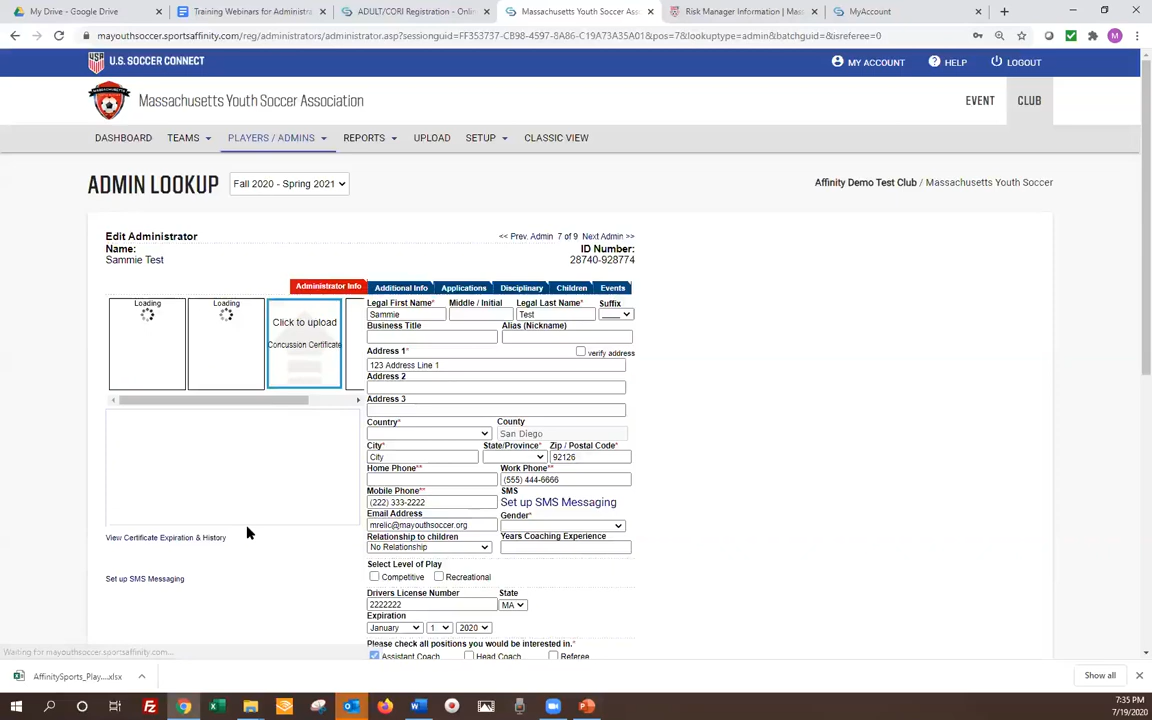 My Drive - Google Drive
Training Webinars for Administra
ADULT/CORI Registration - Onlin
Massachusetts Youth Soccer Asso
Risk Manager Information | Mass
MyAccount
mayouthsoccer.sportsaffinity.com/reg/administrators/administrator.asp?sessionguid=FF353737-CB98-4597-8A86-C19A73A35A01&pos=7&lookuptype=admin&batchguid=&isreferee=0
U.S. SOCCER CONNECT
MY ACCOUNT
HELP
LOGOUT
Massachusetts Youth Soccer Association
EVENT
CLUB
DASHBOARD
TEAMS
PLAYERS / ADMINS
REPORTS
UPLOAD
SETUP
CLASSIC VIEW
ADMIN LOOKUP
Fall 2020 - Spring 2021
Affinity Demo Test Club / Massachusetts Youth Soccer
Edit Administrator
<< Prev. Admin 7 of 9 Next Admin >>
Name:
ID Number:
Sammie Test
28740-928774
Administrator Info
Additional Info
Applications
Disciplinary
Children
Events
Loading
Loading
Click to upload
Concussion Certificate
Legal First Name*
Middle / Initial
Legal Last Name*
Suffix
Sammie
Test
Business Title
Alias (Nickname)
Address 1*
verify address
123 Address Line 1
Address 2
Address 3
Country*
County
San Diego
City*
State/Province*
Zip / Postal Code*
City
92126
Home Phone**
Work Phone**
(555) 444-6666
Mobile Phone**
SMS
(222) 333-2222
Set up SMS Messaging
Email Address
Gender*
mrelic@mayouthsoccer.org
Relationship to children
Years Coaching Experience
No Relationship
View Certificate Expiration & History
Set up SMS Messaging
Select Level of Play
Competitive
Recreational
Drivers License Number
State
2222222
MA
Expiration
January
1
2020
Please check all positions you would be interested in.*
Assistant Coach
Head Coach
Referee
Waiting for mayouthsoccer.sportsaffinity.com...
AffinitySports_Play....xlsx
Show all
7:35 PM
7/19/2020